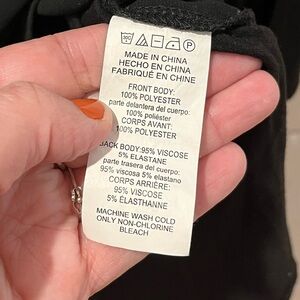 MADE IN CHINA
HECHO EN CHINA
FABRIQUÉ EN CHINE
FRONT BODY:
100% POLYESTER
parte delantera del cuerpo:
100% poliéster
CORPS AVANT:
100% POLYESTER
BACK BODY:95% VISCOSE
5% ELASTANE
parte trasera del cuerpo:
95% viscosa 5% elastano
CORPS ARRIÈRE:
95% VISCOSE
5% ÉLASTHANNE
MACHINE WASH COLD
ONLY NON-CHLORINE
BLEACH